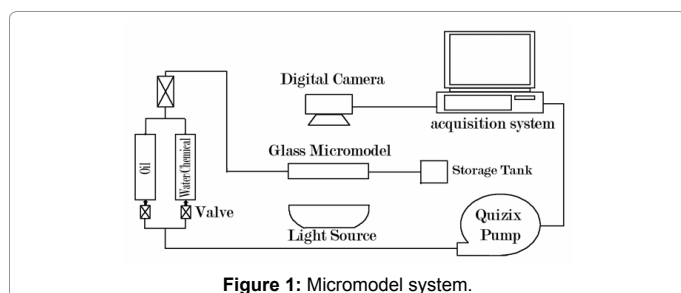 Digital Camera
acquisition system
Glass Micromodel
Storage Tank
Oil
Water/Chemical
Valve
Light Source
Quizix
Pump
Figure 1: Micromodel system.